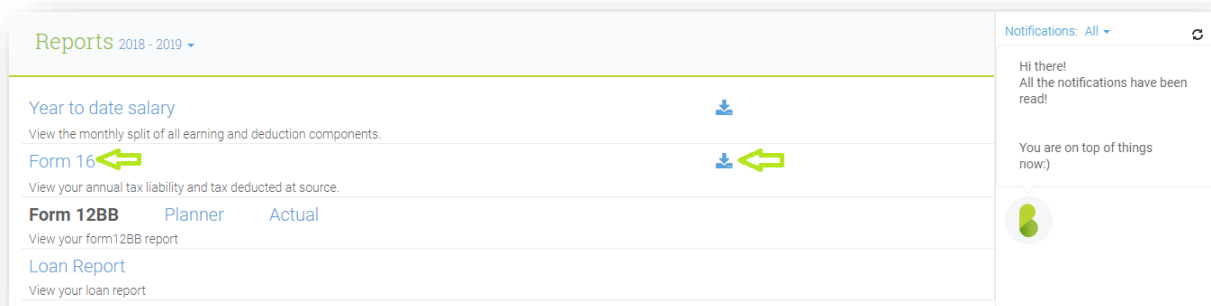 Reports 2018 - 2019
Year to date salary
View the monthly split of all earning and deduction components.
Form 16
View your annual tax liability and tax deducted at source.
Form 12BB Planner Actual
View your form12BB report
Loan Report
View your loan report
Notifications: All
Hi there!
All the notifications have been
read!
You are on top of things
now:)